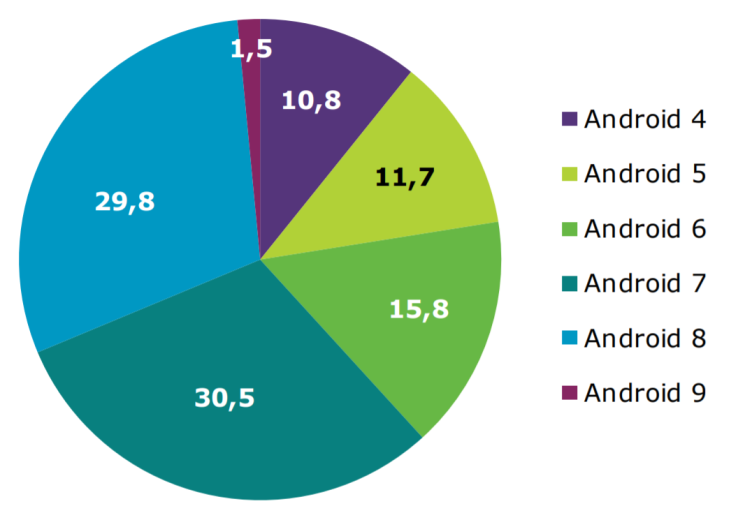 1,5
10,8
11,7
29,8
15,8
30,5
Android 4
Android 5
Android 6
Android 7
Android 8
Android 9